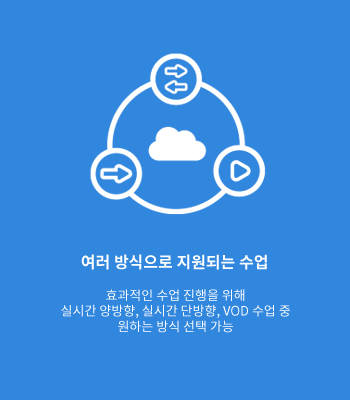 여러 방식으로 지원되는 수업
효과적인 수업 진행을 위해
실시간 양방향, 실시간 단방향, VOD 수업 중
원하는 방식 선택 가능